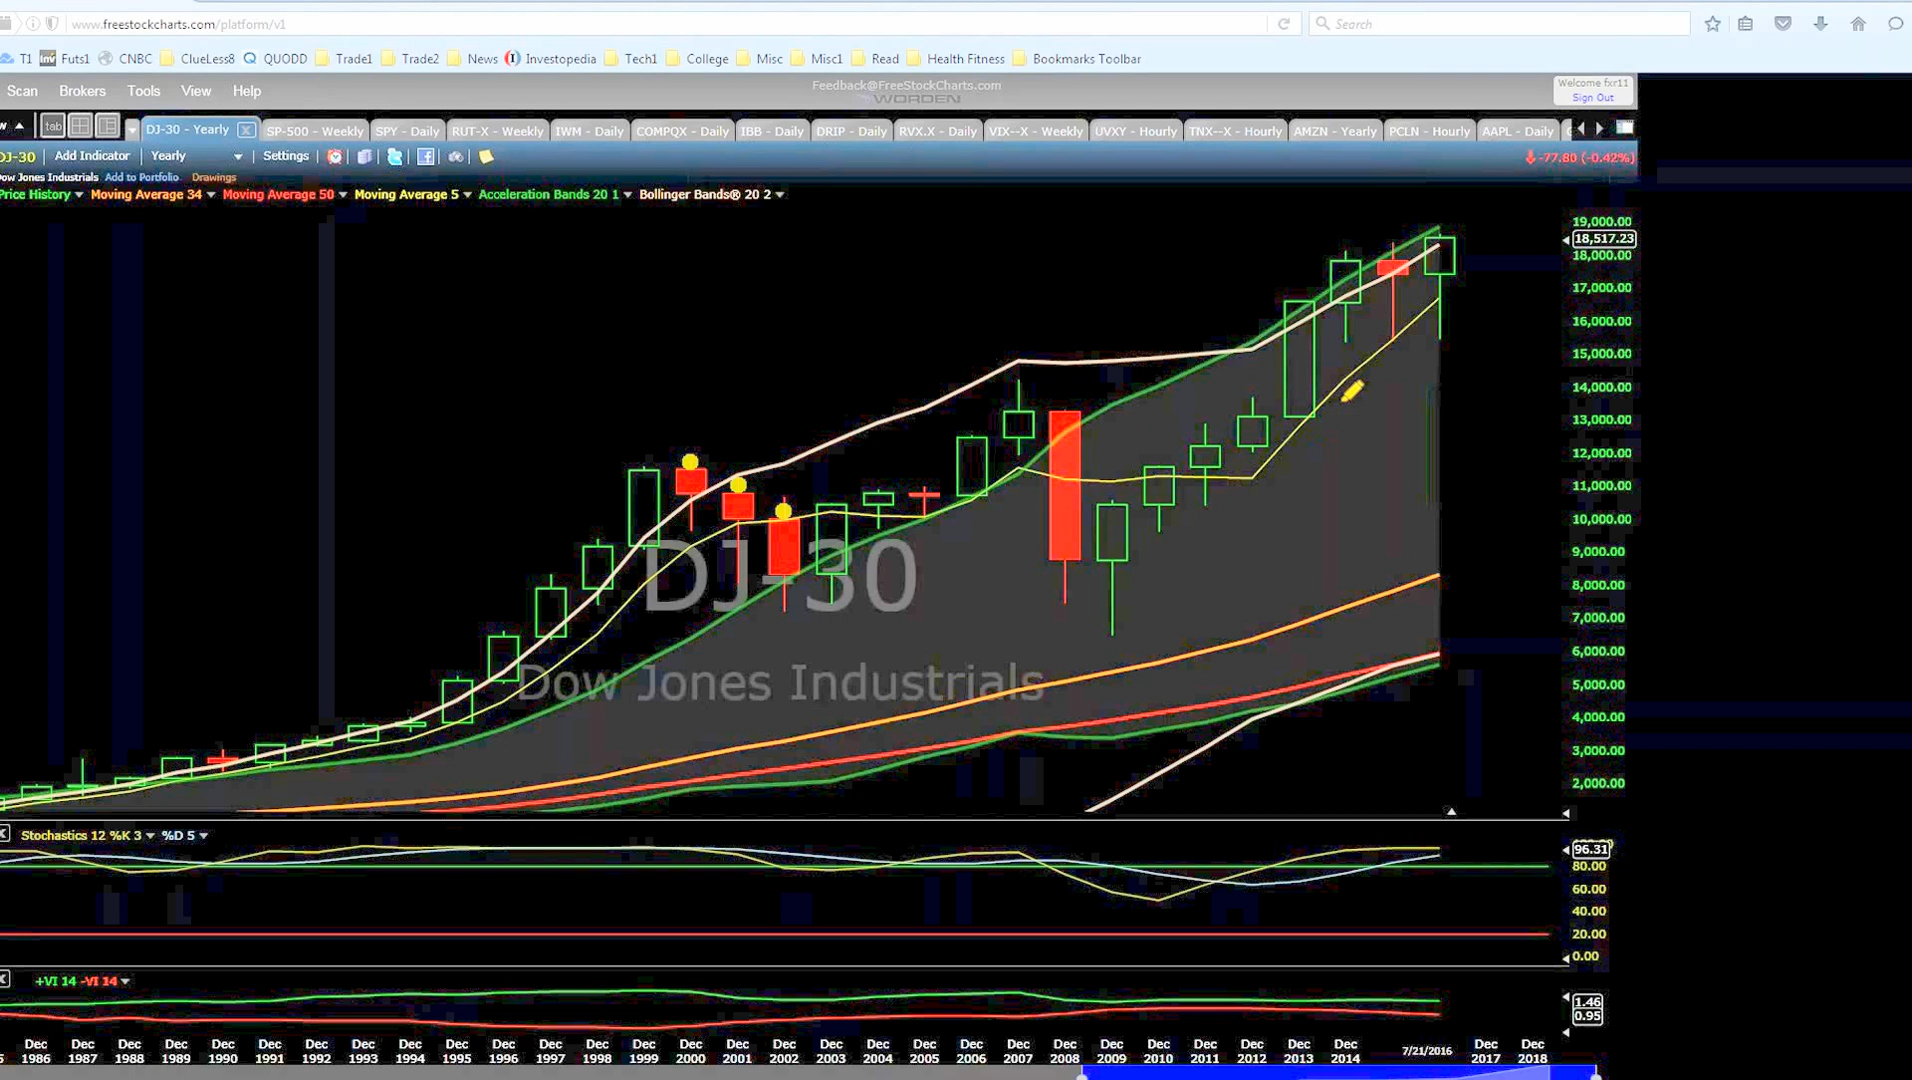 www.freestockcharts.com/platform/v1
Search
T1 Futs1 CNBC ClueLess8 QUODD Trade1 Trade2 News Investopedia Tech1 College Misc Misc1 Read Health Fitness Bookmarks Toolbar
Scan Brokers Tools View Help
Feedback@FreeStockCharts.com
WORDEN
Welcome fxr11
Sign Out
tab DJ-30 - Yearly SP-500 - Weekly SPY - Daily RUT-X - Weekly IWM - Daily COMPQX - Daily IBB - Daily DRIP - Daily RVX.X - Daily VIX--X - Weekly UVXY - Hourly TNX--X - Hourly AMZN - Yearly PCLN - Hourly AAPL - Daily
DJ-30 Add Indicator Yearly Settings
-77.80 (-0.42%)
Dow Jones Industrials Add to Portfolio Drawings
Price History Moving Average 34 Moving Average 50 Moving Average 5 Acceleration Bands 20 1 Bollinger Bands® 20 2
19,000.00
18,517.23
18,000.00
17,000.00
16,000.00
15,000.00
14,000.00
13,000.00
12,000.00
11,000.00
10,000.00
9,000.00
8,000.00
7,000.00
6,000.00
5,000.00
4,000.00
3,000.00
2,000.00
DJ-30
Dow Jones Industrials
Stochastics 12 %K 3 %D 5
96.31
80.00
60.00
40.00
20.00
0.00
+VI 14 -VI 14
1.46
0.95
Dec Dec Dec Dec Dec Dec Dec Dec Dec Dec Dec Dec Dec Dec Dec Dec Dec Dec Dec Dec Dec Dec Dec Dec Dec Dec Dec Dec Dec Dec Dec
1986 1987 1988 1989 1990 1991 1992 1993 1994 1995 1996 1997 1998 1999 2000 2001 2002 2003 2004 2005 2006 2007 2008 2009 2010 2011 2012 2013 2014 7/21/2016 2017 2018